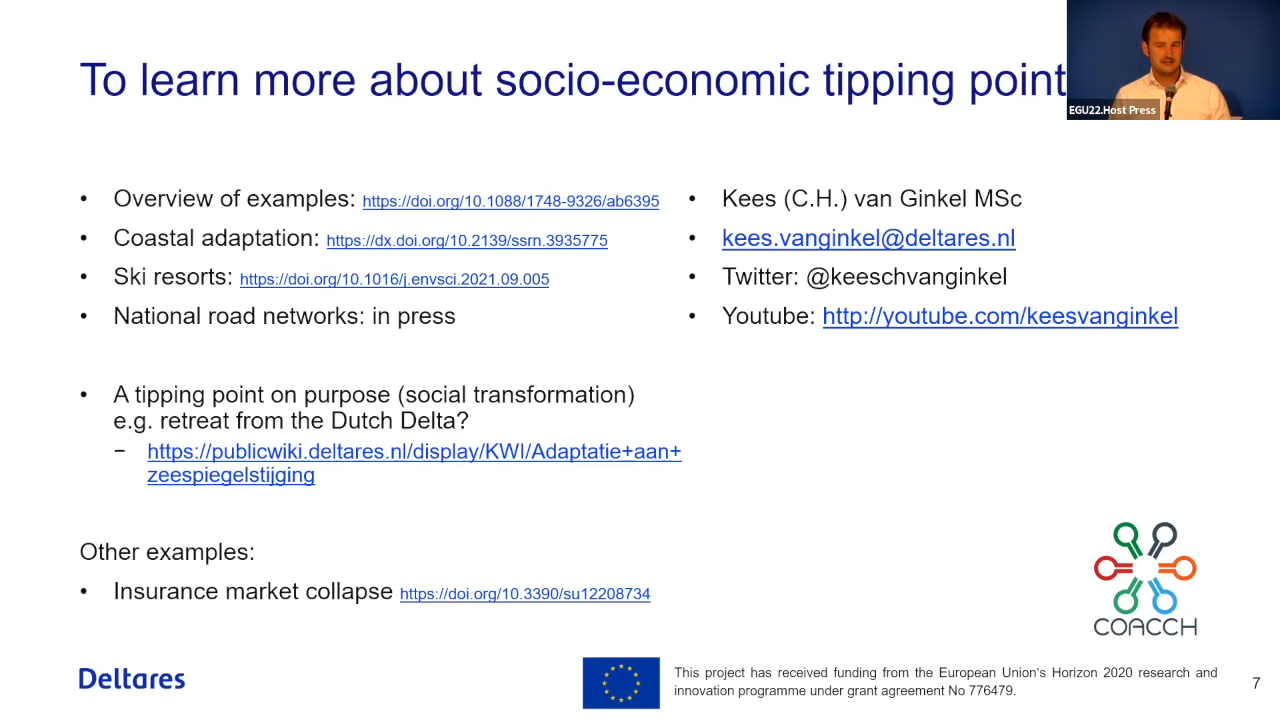 To learn more about socio-economic tipping point
EGU22.Host Press
• Overview of examples: https://doi.org/10.1088/1748-9326/ab6395
• Coastal adaptation: https://dx.doi.org/10.2139/ssrn.3935775
• Ski resorts: https://doi.org/10.1016/j.envsci.2021.09.005
• National road networks: in press
• A tipping point on purpose (social transformation)
e.g. retreat from the Dutch Delta?
− https://publicwiki.deltares.nl/display/KWI/Adaptatie+aan+
zeespiegelstijging
Other examples:
• Insurance market collapse https://doi.org/10.3390/su12208734
• Kees (C.H.) van Ginkel MSc
• kees.vanginkel@deltares.nl
• Twitter: @keeschvanginkel
• Youtube: http://youtube.com/keesvanginkel
COACCH
Deltares
This project has received funding from the European Union’s Horizon 2020 research and
innovation programme under grant agreement No 776479.
7